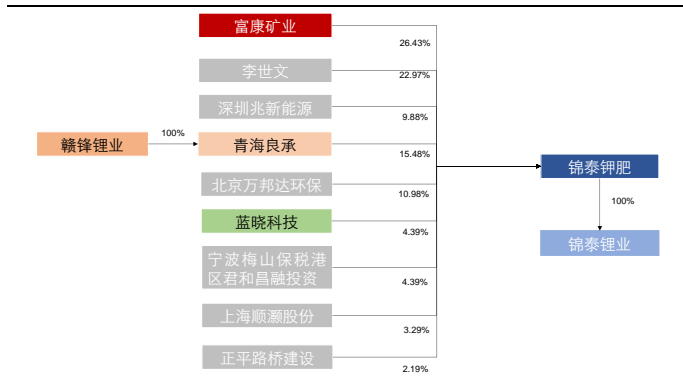 富康矿业
26.43%
李世文
22.97%
深圳兆新能源
9.88%
赣锋锂业
100%
青海良承
15.48%
锦泰钾肥
北京万邦达环保
10.98%
100%
蓝晓科技
4.39%
锦泰锂业
宁波梅山保税港
区君和昌融投资
4.39%
上海顺灏股份
3.29%
正平路桥建设
2.19%